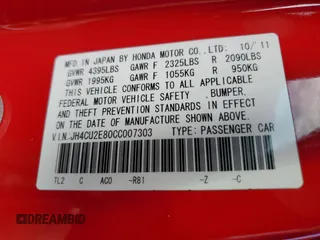 MFD. IN JAPAN BY HONDA MOTOR CO.,LTD. 10/'11
GVWR 4395LBS GAWR F 2325LBS R 2090LBS
GVWR 1995KG GAWR F 1055KG R 950KG
THIS VEHICLE CONFORMS TO ALL APPLICABLE
FEDERAL MOTOR VEHICLE SAFETY, BUMPER,
AND THEFT PREVENTION STANDARDS IN EFFECT
ON THE DATE OF MANUFACTURE SHOWN ABOVE.
V.I.N.:JH4CU2E80CC007303 TYPE: PASSENGER CAR
TL2 C AC0 -R81 -Z -C
DREAMBID